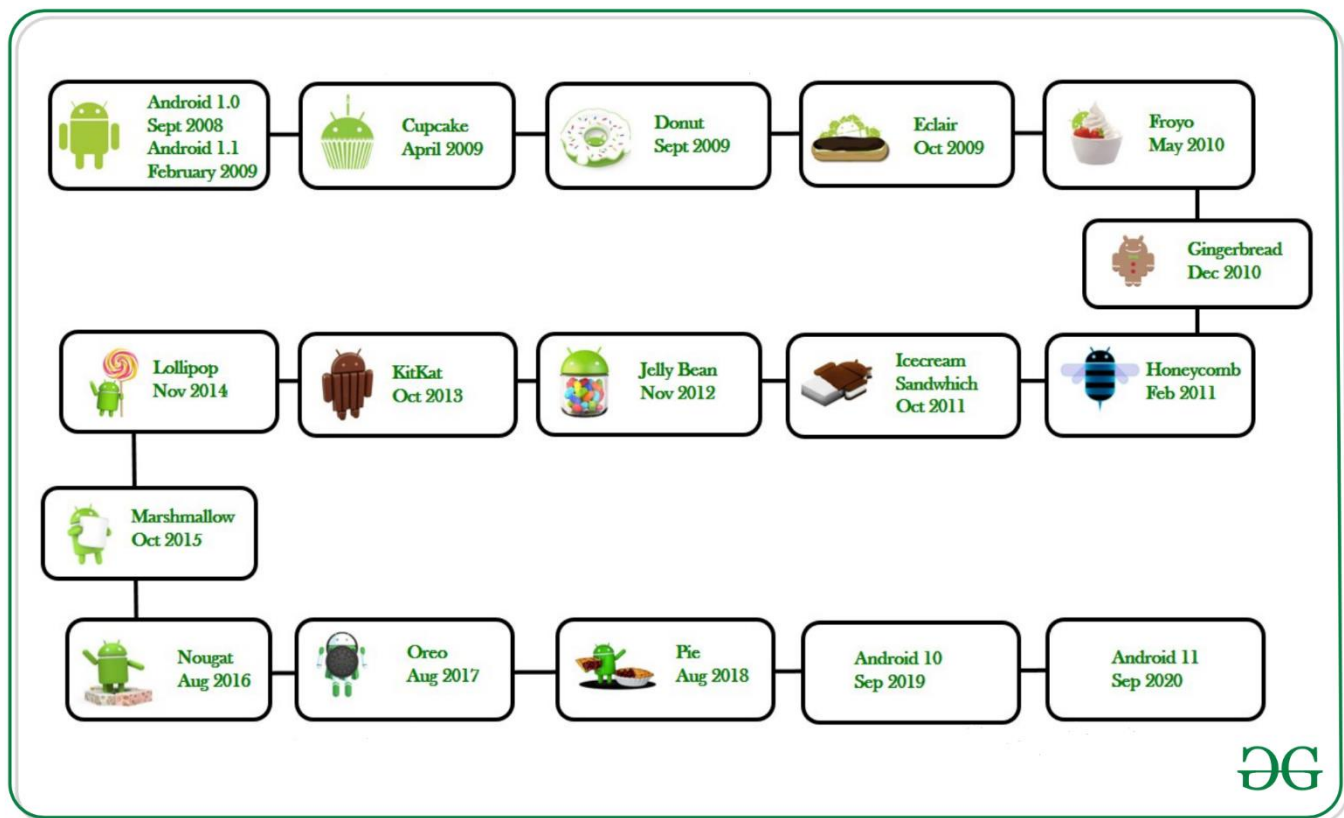 Android 1.0
Sept 2008
Android 1.1
February 2009
Cupcake
April 2009
Donut
Sept 2009
Eclair
Oct 2009
Froyo
May 2010
Gingerbread
Dec 2010
Honeycomb
Feb 2011
Icecream
Sandwhich
Oct 2011
Jelly Bean
Nov 2012
KitKat
Oct 2013
Lollipop
Nov 2014
Marshmallow
Oct 2015
Nougat
Aug 2016
Oreo
Aug 2017
Pie
Aug 2018
Android 10
Sep 2019
Android 11
Sep 2020